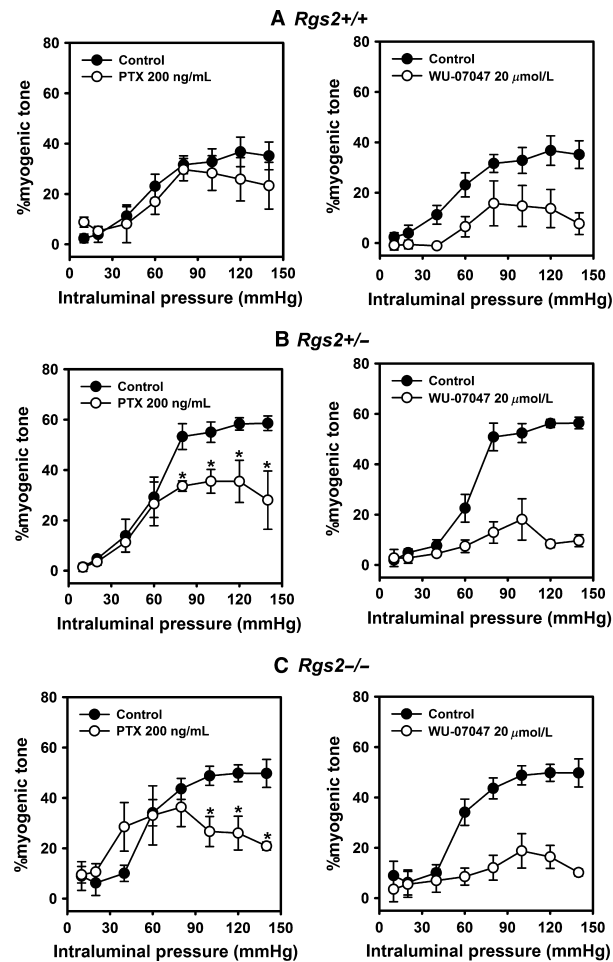 A Rgs2+/+
80
60
40
20
0
%myogenic tone
Control
PTX 200 ng/mL
0 30 60 90 120 150
Intraluminal pressure (mmHg)
80
60
40
20
0
%myogenic tone
Control
WU-07047 20 μmol/L
0 30 60 90 120 150
Intraluminal pressure (mmHg)
B Rgs2+/−
80
60
40
20
0
%myogenic tone
Control
PTX 200 ng/mL
* * * *
0 30 60 90 120 150
Intraluminal pressure (mmHg)
80
60
40
20
0
%myogenic tone
Control
WU-07047 20 μmol/L
0 30 60 90 120 150
Intraluminal pressure (mmHg)
C Rgs2−/−
80
60
40
20
0
%myogenic tone
Control
PTX 200 ng/mL
* * *
0 30 60 90 120 150
Intraluminal pressure (mmHg)
80
60
40
20
0
%myogenic tone
Control
WU-07047 20 μmol/L
0 30 60 90 120 150
Intraluminal pressure (mmHg)